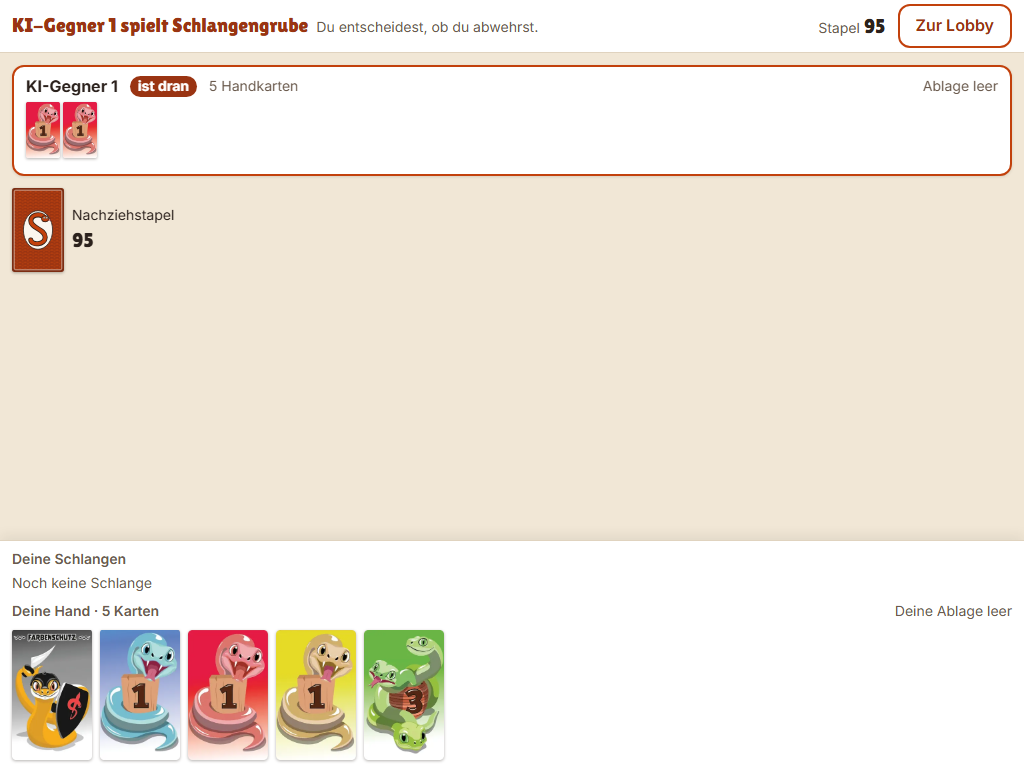 KI-Gegner 1 spielt Schlangengrube Du entscheidest, ob du abwehrst. Stapel 95 Zur Lobby
KI-Gegner 1 ist dran 5 Handkarten Ablage leer
1 1
S
Nachziehstapel
95
Deine Schlangen
Noch keine Schlange
Deine Hand · 5 Karten Deine Ablage leer
FARBENSCHUTZ
1 1 1 3